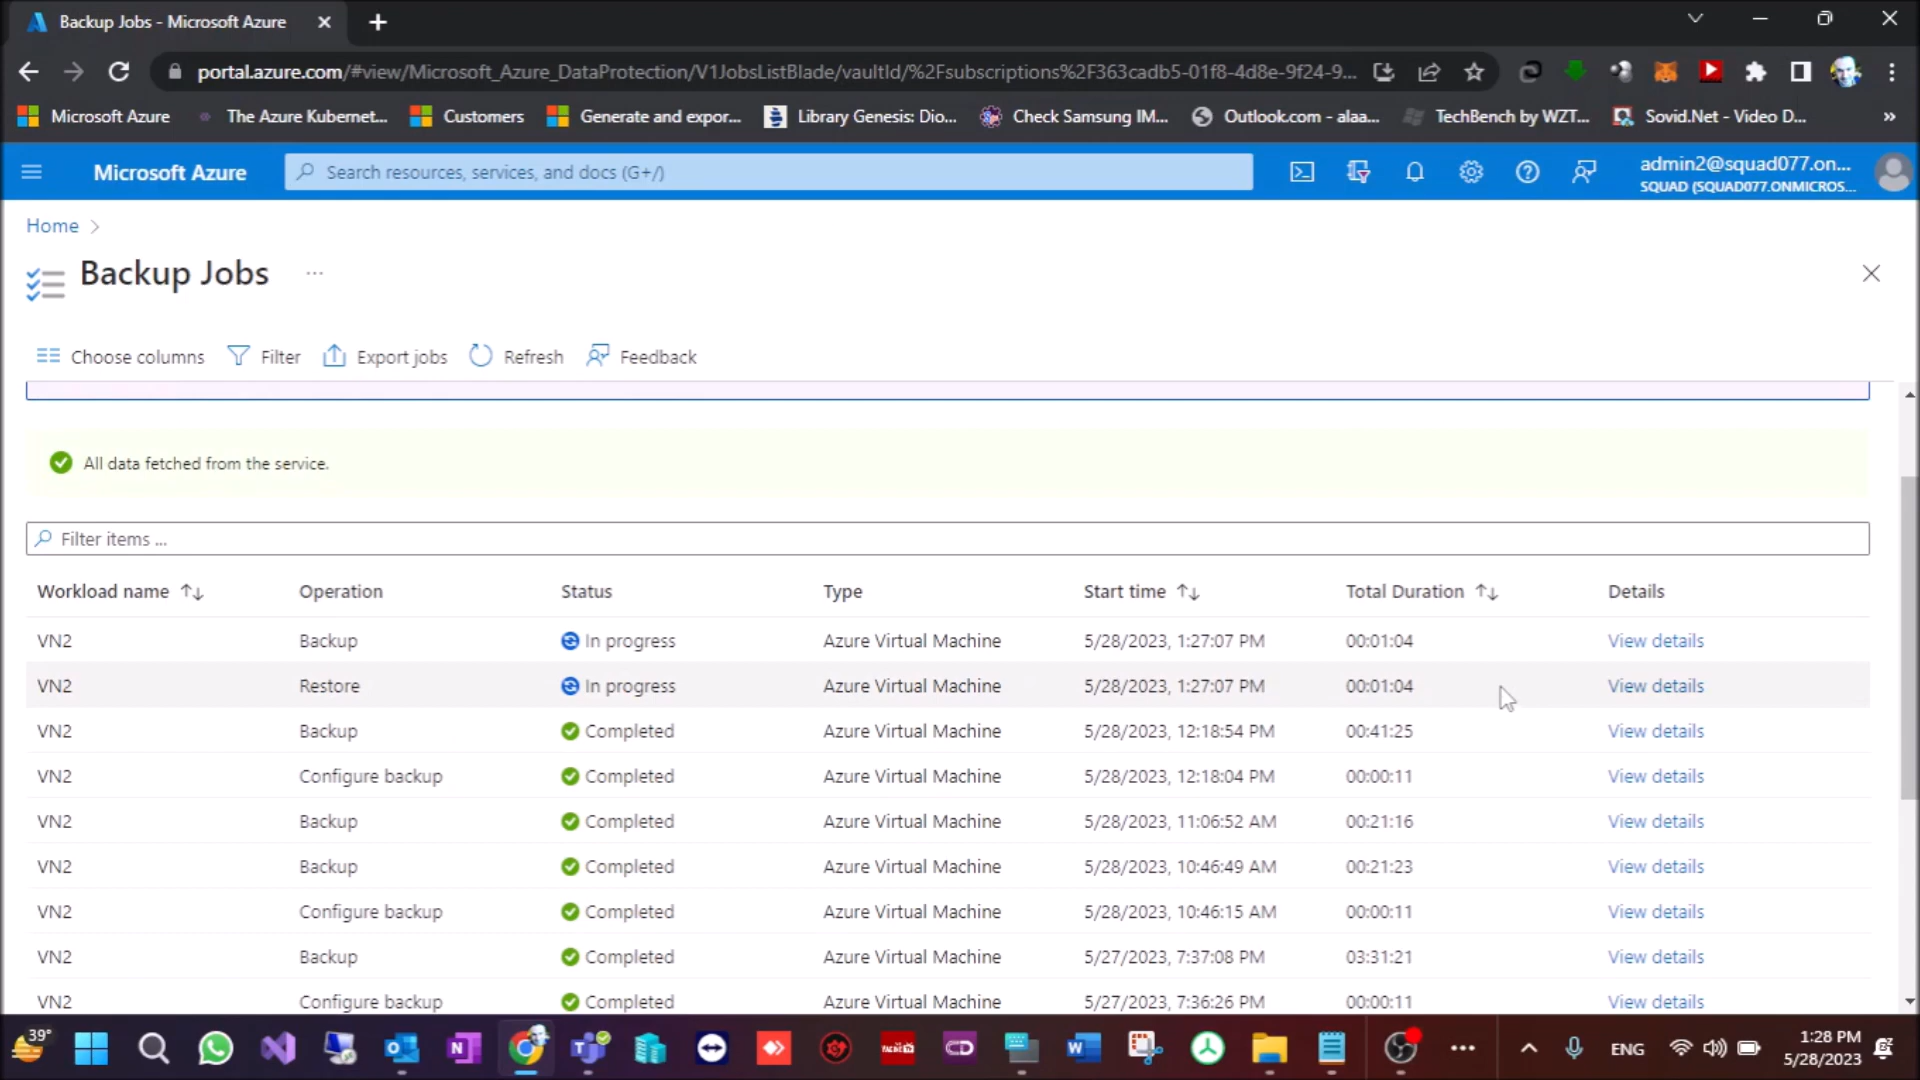 Backup Jobs - Microsoft Azure
portal.azure.com/#view/Microsoft_Azure_DataProtection/V1JobsListBlade/vaultId/%2Fsubscriptions%2F363cadb5-01f8-4d8e-9f24-9...
Microsoft Azure The Azure Kubernet... Customers Generate and expor... Library Genesis: Dio... Check Samsung IM... Outlook.com - alaa... TechBench by WZT... Sovid.Net - Video D... »
Microsoft Azure Search resources, services, and docs (G+/) admin2@squad077.on...
SQUAD (SQUAD077.ONMICROS...
Home
Backup Jobs ...
Choose columns Filter Export jobs Refresh Feedback
All data fetched from the service.
Filter items ...
Workload name Operation Status Type Start time Total Duration Details
VN2 Backup In progress Azure Virtual Machine 5/28/2023, 1:27:07 PM 00:01:04 View details
VN2 Restore In progress Azure Virtual Machine 5/28/2023, 1:27:07 PM 00:01:04 View details
VN2 Backup Completed Azure Virtual Machine 5/28/2023, 12:18:54 PM 00:41:25 View details
VN2 Configure backup Completed Azure Virtual Machine 5/28/2023, 12:18:04 PM 00:00:11 View details
VN2 Backup Completed Azure Virtual Machine 5/28/2023, 11:06:52 AM 00:21:16 View details
VN2 Backup Completed Azure Virtual Machine 5/28/2023, 10:46:49 AM 00:21:23 View details
VN2 Configure backup Completed Azure Virtual Machine 5/28/2023, 10:46:15 AM 00:00:11 View details
VN2 Backup Completed Azure Virtual Machine 5/27/2023, 7:37:08 PM 03:31:21 View details
VN2 Configure backup Completed Azure Virtual Machine 5/27/2023, 7:36:26 PM 00:00:11 View details
39° ENG 1:28 PM
5/28/2023